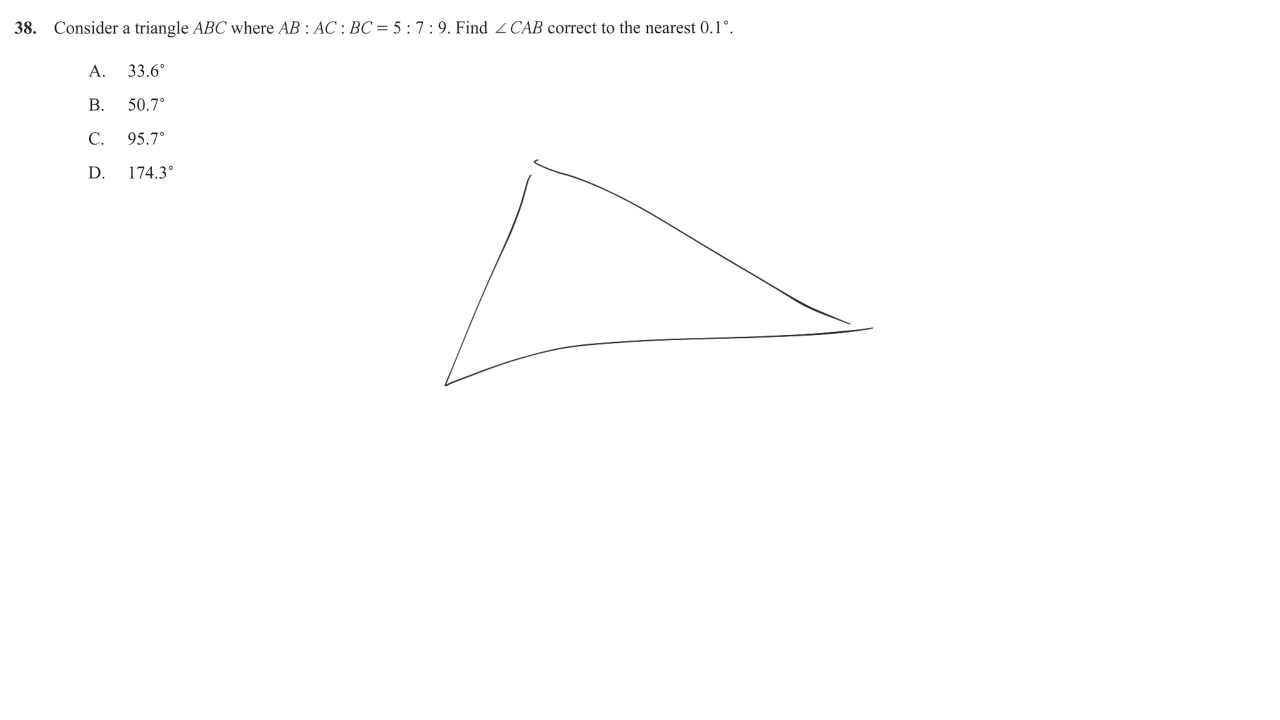 38. Consider a triangle ABC where AB : AC : BC = 5 : 7 : 9. Find ∠CAB correct to the nearest 0.1°.
A. 33.6°
B. 50.7°
C. 95.7°
D. 174.3°